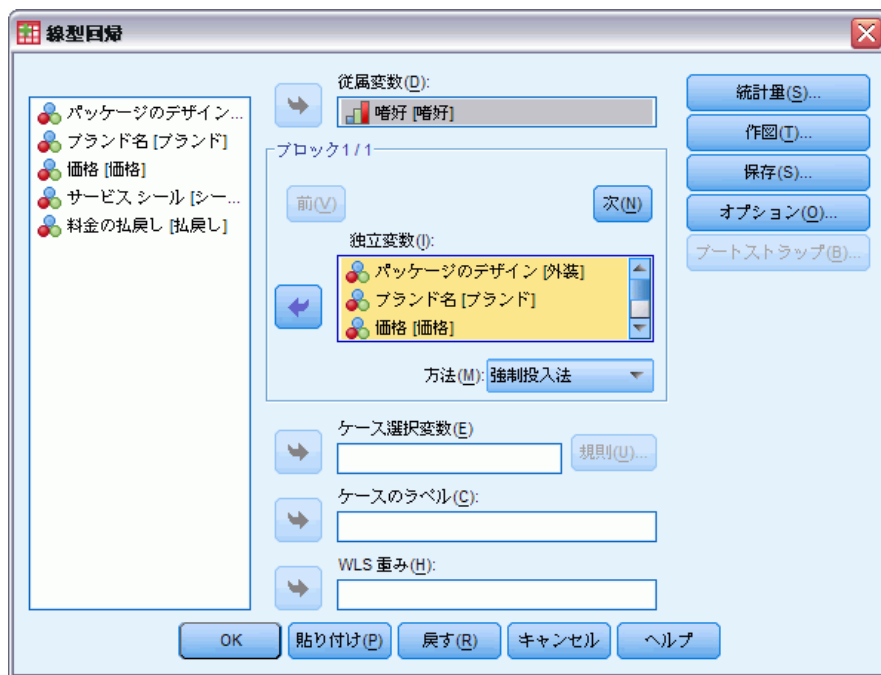 線型回帰
パッケージのデザイン...
ブランド名 [ブランド]
価格 [価格]
サービス シール [シー...
料金の払戻し [払戻し]
従属変数(D):
嗜好 [嗜好]
ブロック1 / 1
前(V)
次(N)
独立変数(I):
パッケージのデザイン [外装]
ブランド名 [ブランド]
価格 [価格]
方法(M): 強制投入法
ケース選択変数(E)
規則(U)...
ケースのラベル(C):
WLS 重み(H):
統計量(S)...
作図(T)...
保存(S)...
オプション(O)...
ブートストラップ(B)...
OK
貼り付け(P)
戻す(R)
キャンセル
ヘルプ